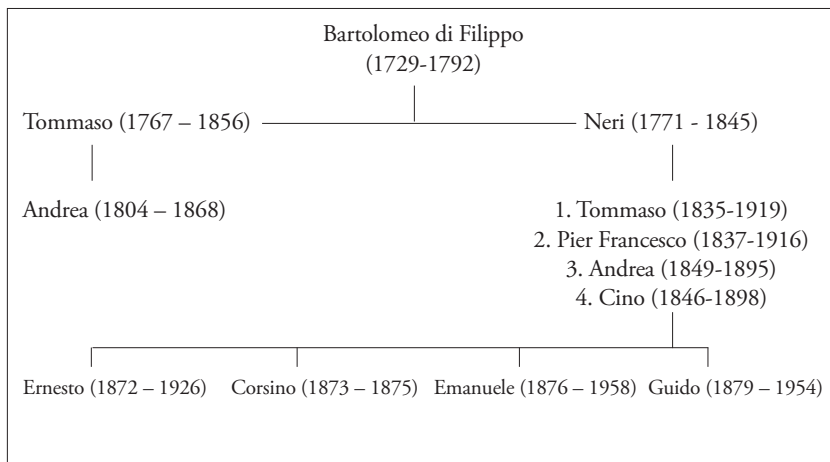 Bartolomeo di Filippo
(1729-1792)
Tommaso (1767 – 1856)
Neri (1771 - 1845)
Andrea (1804 – 1868)
1. Tommaso (1835-1919)
2. Pier Francesco (1837-1916)
3. Andrea (1849-1895)
4. Cino (1846-1898)
Ernesto (1872 – 1926)
Corsino (1873 – 1875)
Emanuele (1876 – 1958)
Guido (1879 – 1954)